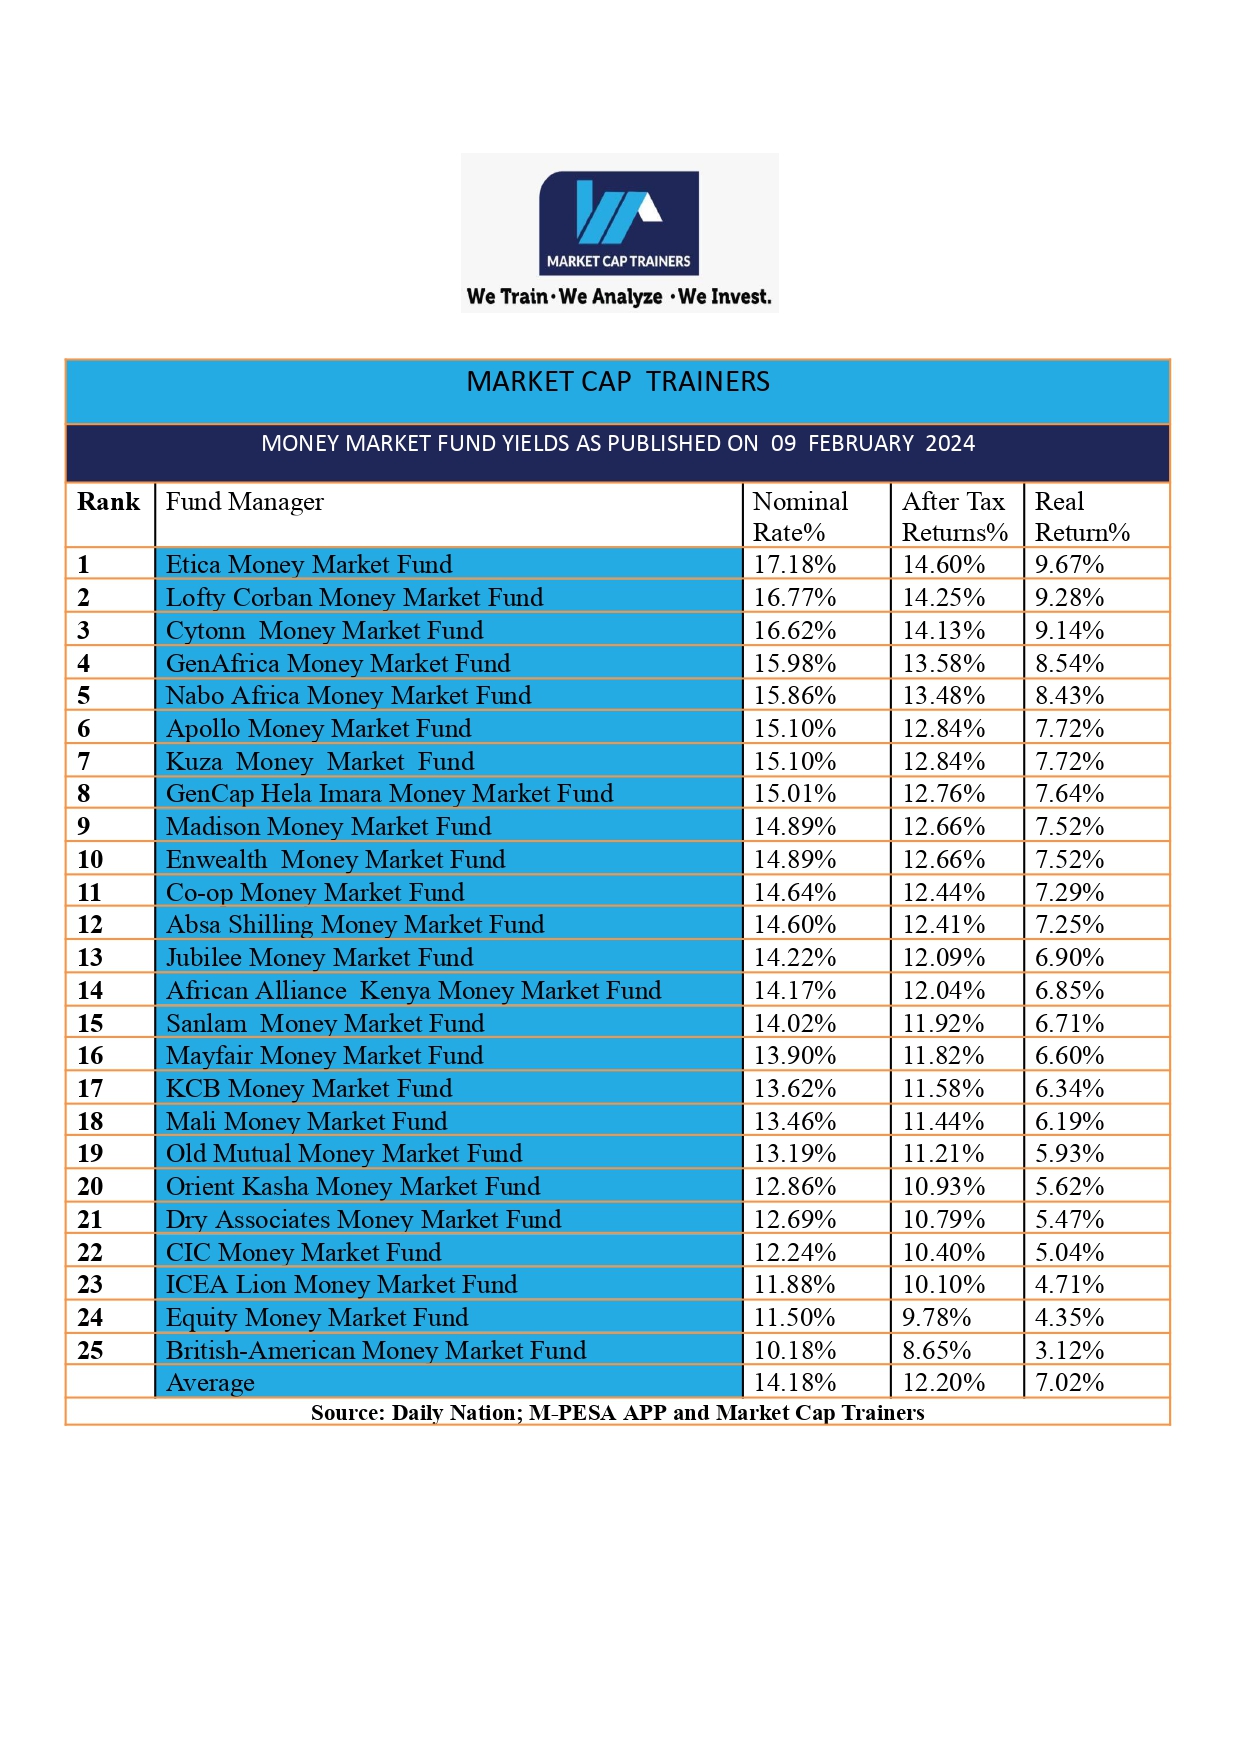 MARKET CAP TRAINERS
We Train · We Analyze · We Invest.
MARKET CAP TRAINERS
MONEY MARKET FUND YIELDS AS PUBLISHED ON 09 FEBRUARY 2024
Rank Fund Manager Nominal Rate% After Tax Returns% Real Return%
1 Etica Money Market Fund 17.18% 14.60% 9.67%
2 Lofty Corban Money Market Fund 16.77% 14.25% 9.28%
3 Cytonn Money Market Fund 16.62% 14.13% 9.14%
4 GenAfrica Money Market Fund 15.98% 13.58% 8.54%
5 Nabo Africa Money Market Fund 15.86% 13.48% 8.43%
6 Apollo Money Market Fund 15.10% 12.84% 7.72%
7 Kuza Money Market Fund 15.10% 12.84% 7.72%
8 GenCap Hela Imara Money Market Fund 15.01% 12.76% 7.64%
9 Madison Money Market Fund 14.89% 12.66% 7.52%
10 Enwealth Money Market Fund 14.89% 12.66% 7.52%
11 Co-op Money Market Fund 14.64% 12.44% 7.29%
12 Absa Shilling Money Market Fund 14.60% 12.41% 7.25%
13 Jubilee Money Market Fund 14.22% 12.09% 6.90%
14 African Alliance Kenya Money Market Fund 14.17% 12.04% 6.85%
15 Sanlam Money Market Fund 14.02% 11.92% 6.71%
16 Mayfair Money Market Fund 13.90% 11.82% 6.60%
17 KCB Money Market Fund 13.62% 11.58% 6.34%
18 Mali Money Market Fund 13.46% 11.44% 6.19%
19 Old Mutual Money Market Fund 13.19% 11.21% 5.93%
20 Orient Kasha Money Market Fund 12.86% 10.93% 5.62%
21 Dry Associates Money Market Fund 12.69% 10.79% 5.47%
22 CIC Money Market Fund 12.24% 10.40% 5.04%
23 ICEA Lion Money Market Fund 11.88% 10.10% 4.71%
24 Equity Money Market Fund 11.50% 9.78% 4.35%
25 British-American Money Market Fund 10.18% 8.65% 3.12%
Average 14.18% 12.20% 7.02%
Source: Daily Nation; M-PESA APP and Market Cap Trainers